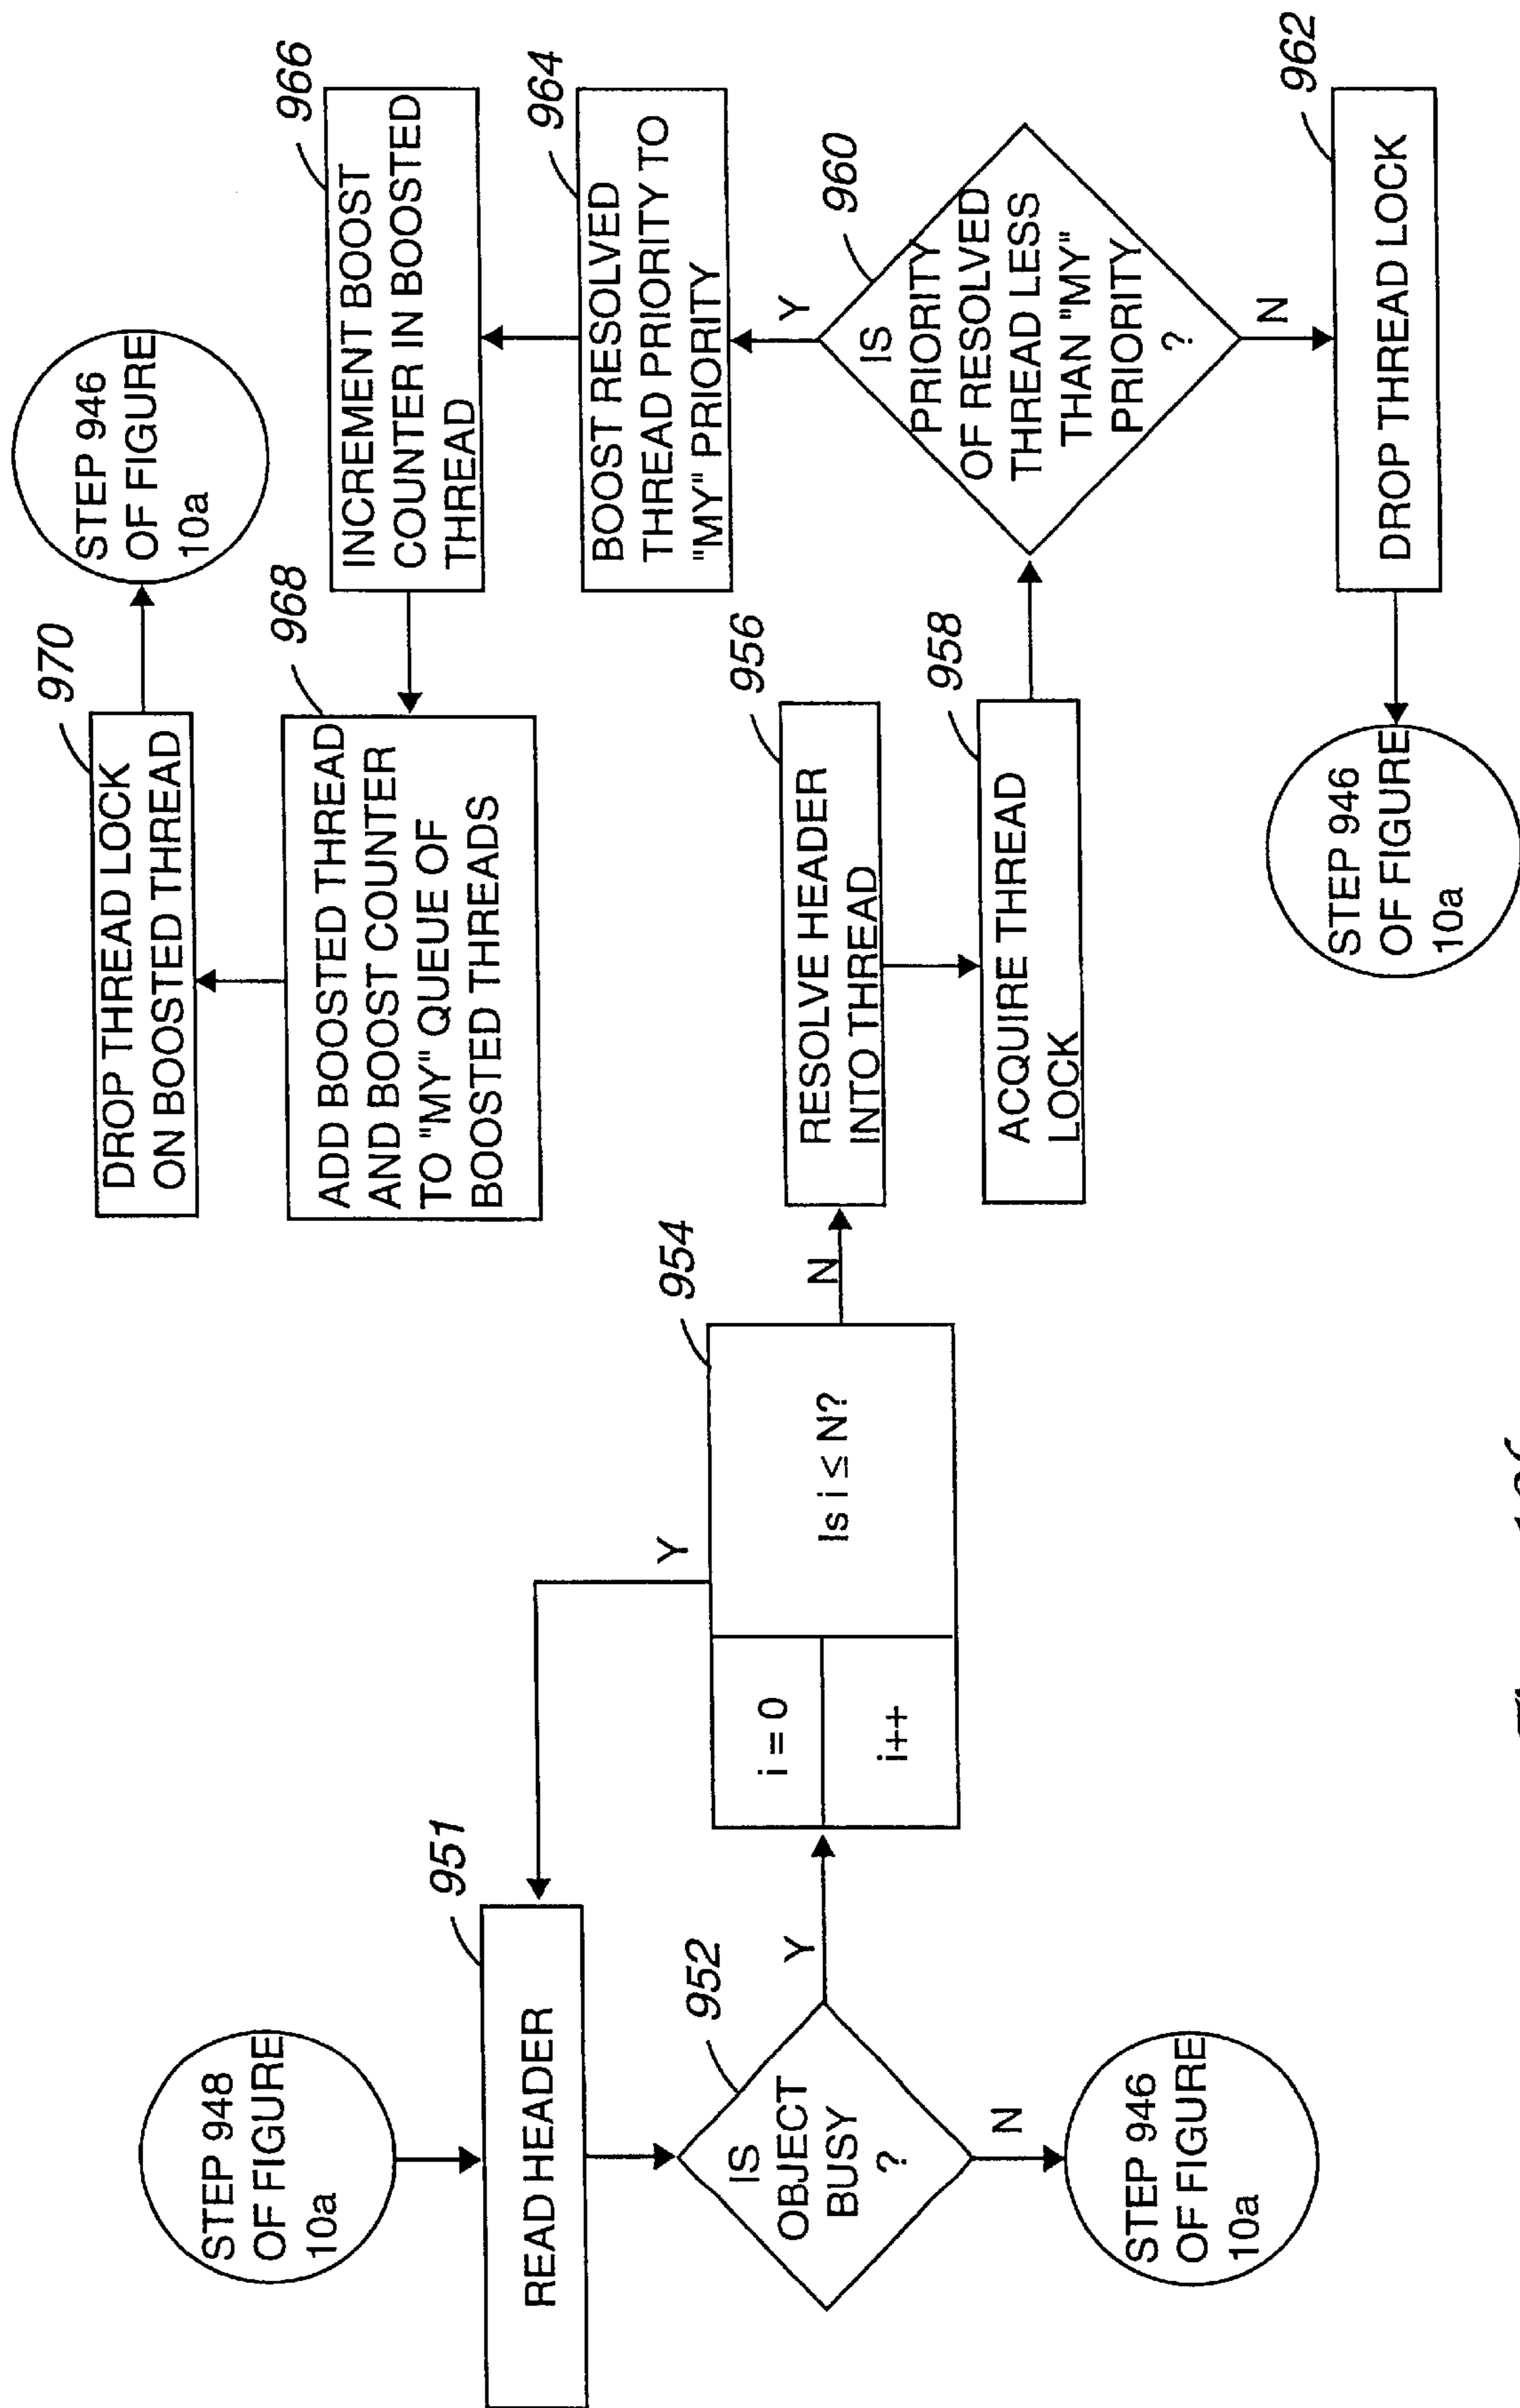 STEP 948
OF FIGURE
10a
951
READ HEADER
952
IS
OBJECT
BUSY
?
Y
N
STEP 946
OF FIGURE
10a
954
i = 0
i++
Is i ≤ N?
Y
N
956
RESOLVE HEADER
INTO THREAD
958
ACQUIRE THREAD
LOCK
960
IS
PRIORITY
OF RESOLVED
THREAD LESS
THAN "MY"
PRIORITY
?
Y
N
962
DROP THREAD LOCK
STEP 946
OF FIGURE
10a
964
BOOST RESOLVED
THREAD PRIORITY TO
"MY" PRIORITY
966
INCREMENT BOOST
COUNTER IN BOOSTED
THREAD
968
ADD BOOSTED THREAD
AND BOOST COUNTER
TO "MY" QUEUE OF
BOOSTED THREADS
970
DROP THREAD LOCK
ON BOOSTED THREAD
STEP 946
OF FIGURE
10a